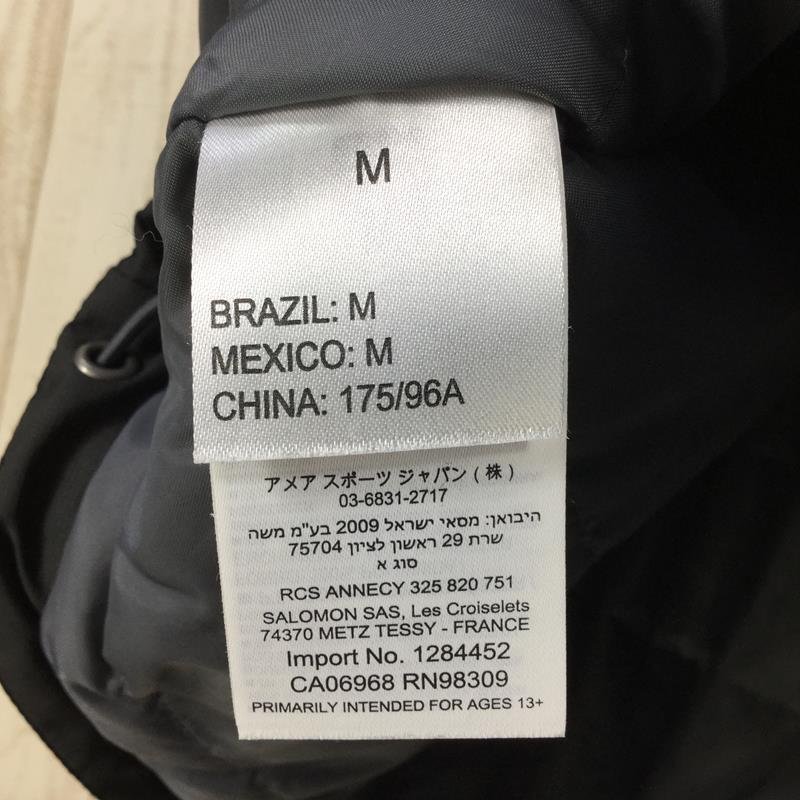 M
BRAZIL: M
MEXICO: M
CHINA: 175/96A
アメア スポーツ ジャパン ( 株 )
03-6831-2717
היבואן: מסאי ישראל 2009 בע"מ משה
שרת 29 ראשון לציון 75704
סוג א
RCS ANNECY 325 820 751
SALOMON SAS, Les Croiselets
74370 METZ TESSY - FRANCE
Import No. 1284452
CA06968 RN98309
PRIMARILY INTENDED FOR AGES 13+